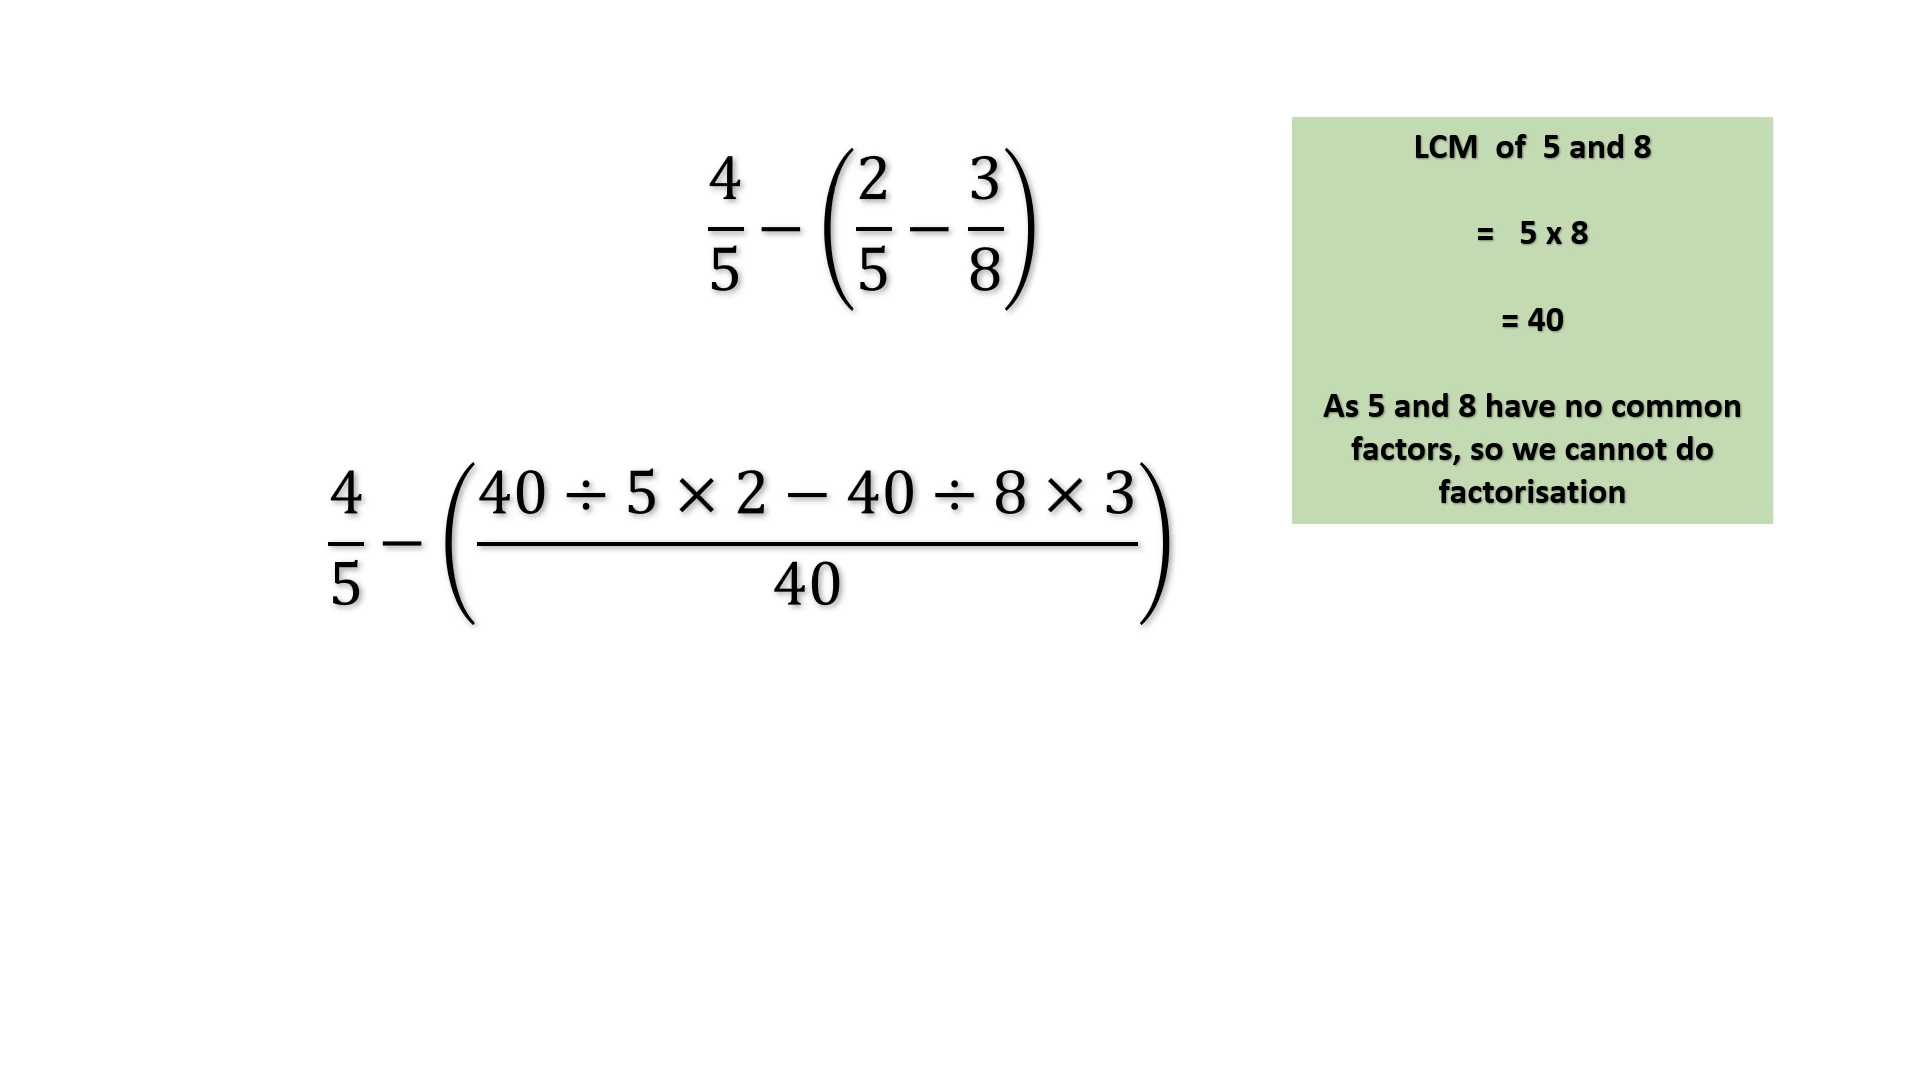 4/5 − (2/5 − 3/8)
4/5 − ((40 ÷ 5 × 2 − 40 ÷ 8 × 3)/40)
LCM of 5 and 8
= 5 x 8
= 40
As 5 and 8 have no common
factors, so we cannot do
factorisation